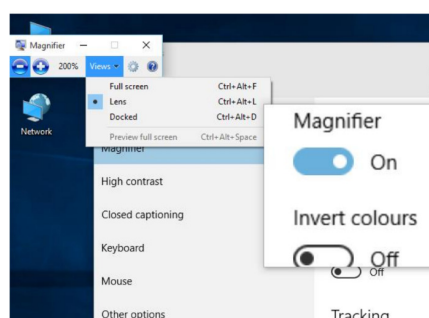 Magnifier
200% Views
Full screen Ctrl+Alt+F
Lens Ctrl+Alt+L
Docked Ctrl+Alt+D
Preview full screen Ctrl+Alt+Space
Network
Magnifier
High contrast
Closed captioning
Keyboard
Mouse
Other options
Magnifier
On
Invert colours
Off
Off
Tracking